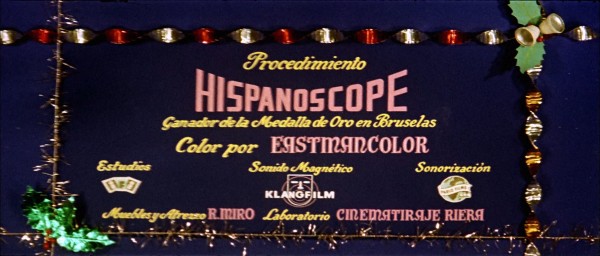 Procedimiento
HISPANOSCOPE
Ganador de la Medalla de Oro en Bruselas
Color por EASTMANCOLOR
Estudios Sonido Magnético Sonorización
KLANGFILM
Muebles y Atrezzo R. MIRO Laboratorio CINEMATIRAJE RIERA